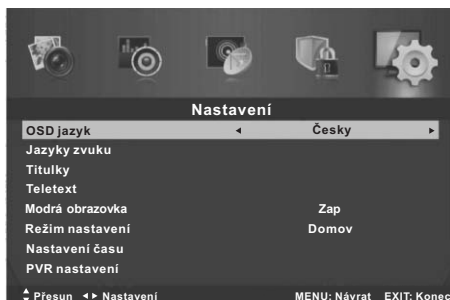 Nastavení
OSD jazyk Česky
Jazyky zvuku
Titulky
Teletext
Modrá obrazovka Zap
Režim nastavení Domov
Nastavení času
PVR nastavení
Přesun Nastavení MENU: Návrat EXIT: Konec